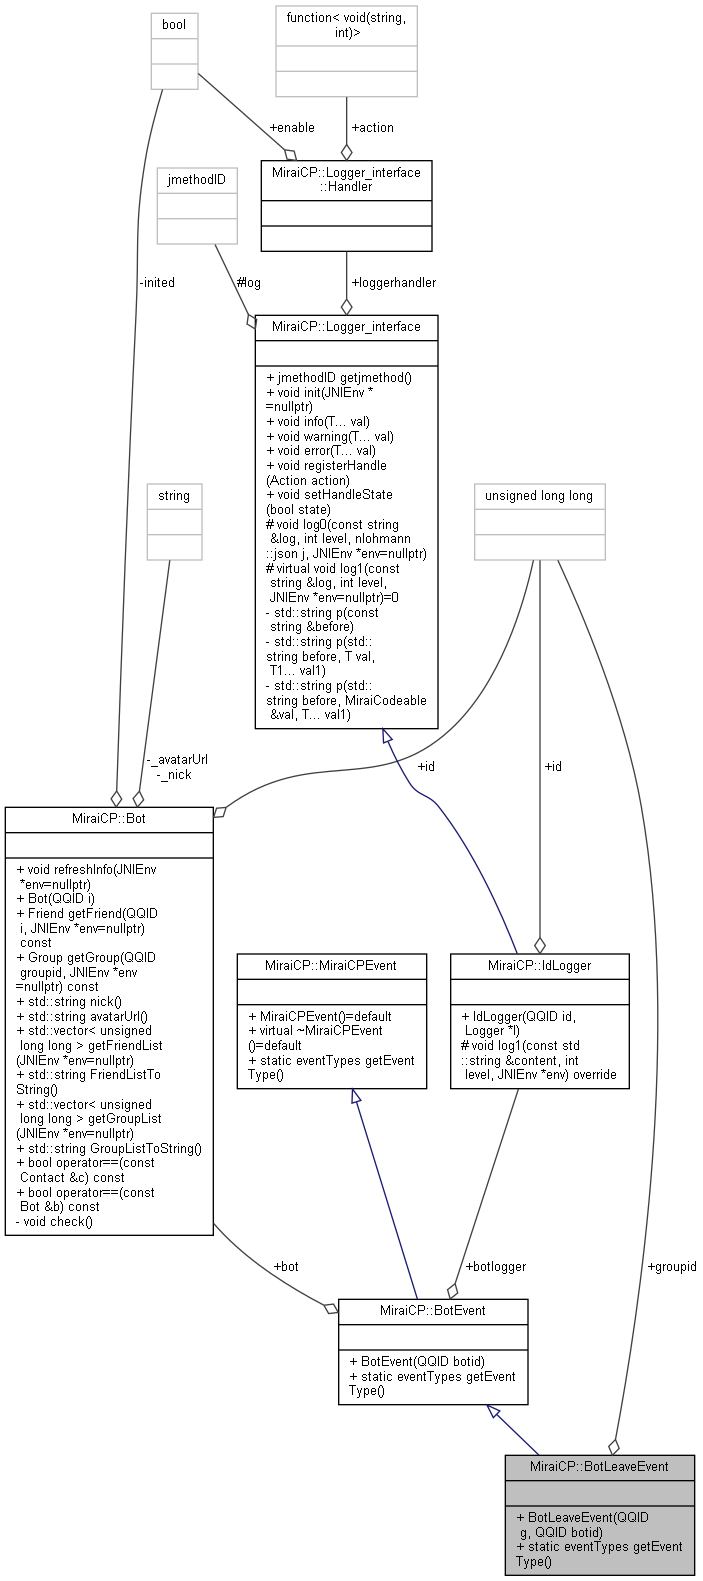 bool
function< void(string,
int)>
+enable
+action
jmethodID
MiraiCP::Logger_interface
::Handler
-inited
#log
+loggerhandler
MiraiCP::Logger_interface
+ jmethodID getjmethod()
+ void init(JNIEnv *
=nullptr)
+ void info(T... val)
+ void warning(T... val)
+ void error(T... val)
+ void registerHandle
(Action action)
+ void setHandleState
(bool state)
# void log0(const string
&log, int level, nlohmann
::json j, JNIEnv *env=nullptr)
# virtual void log1(const
string &log, int level,
JNIEnv *env=nullptr)=0
- std::string p(const
string &before)
- std::string p(std::
string before, T val,
T1... val1)
- std::string p(std::
string before, MiraiCodeable
&val, T... val1)
string
unsigned long long
-_avatarUrl
-_nick
+id
+id
MiraiCP::Bot
+ void refreshInfo(JNIEnv
*env=nullptr)
+ Bot(QQID i)
+ Friend getFriend(QQID
i, JNIEnv *env=nullptr)
const
+ Group getGroup(QQID
groupid, JNIEnv *env
=nullptr) const
+ std::string nick()
+ std::string avatarUrl()
+ std::vector< unsigned
long long > getFriendList
(JNIEnv *env=nullptr)
+ std::string FriendListTo
String()
+ std::vector< unsigned
long long > getGroupList
(JNIEnv *env=nullptr)
+ std::string GroupListToString()
+ bool operator==(const
Contact &c) const
+ bool operator==(const
Bot &b) const
- void check()
MiraiCP::MiraiCPEvent
+ MiraiCPEvent()=default
+ virtual ~MiraiCPEvent
()=default
+ static eventTypes getEvent
Type()
MiraiCP::IdLogger
+ IdLogger(QQID id,
Logger *l)
# void log1(const std
::string &content, int
level, JNIEnv *env) override
+bot
+botlogger
+groupid
MiraiCP::BotEvent
+ BotEvent(QQID botid)
+ static eventTypes getEvent
Type()
MiraiCP::BotLeaveEvent
+ BotLeaveEvent(QQID
g, QQID botid)
+ static eventTypes getEvent
Type()